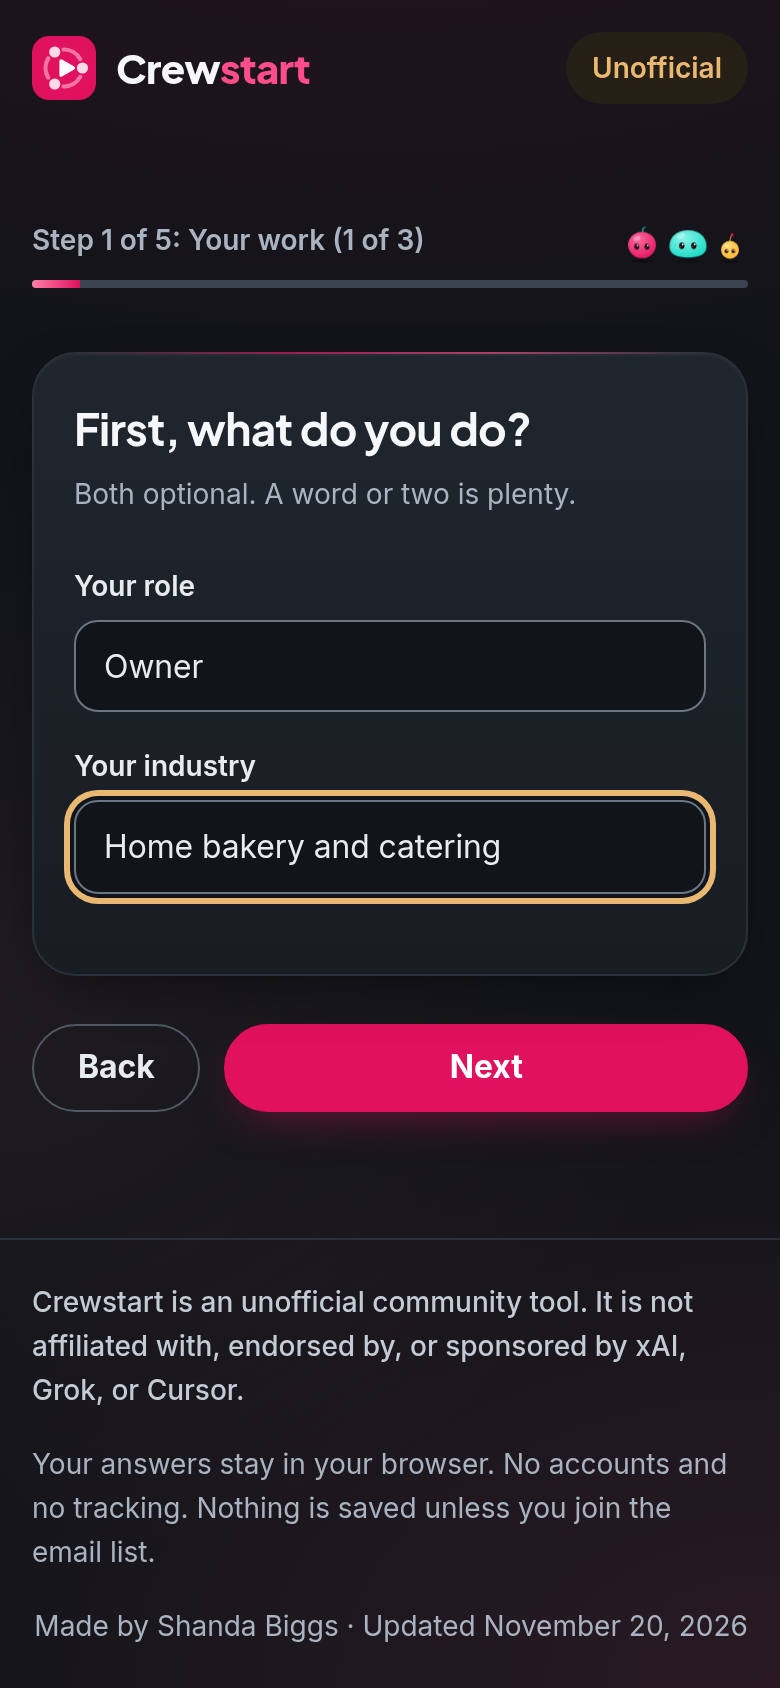 Crewstart
Unofficial
Step 1 of 5: Your work (1 of 3)
First, what do you do?
Both optional. A word or two is plenty.
Your role
Owner
Your industry
Home bakery and catering
Back
Next
Crewstart is an unofficial community tool. It is not
affiliated with, endorsed by, or sponsored by xAI,
Grok, or Cursor.
Your answers stay in your browser. No accounts and
no tracking. Nothing is saved unless you join the
email list.
Made by Shanda Biggs · Updated November 20, 2026